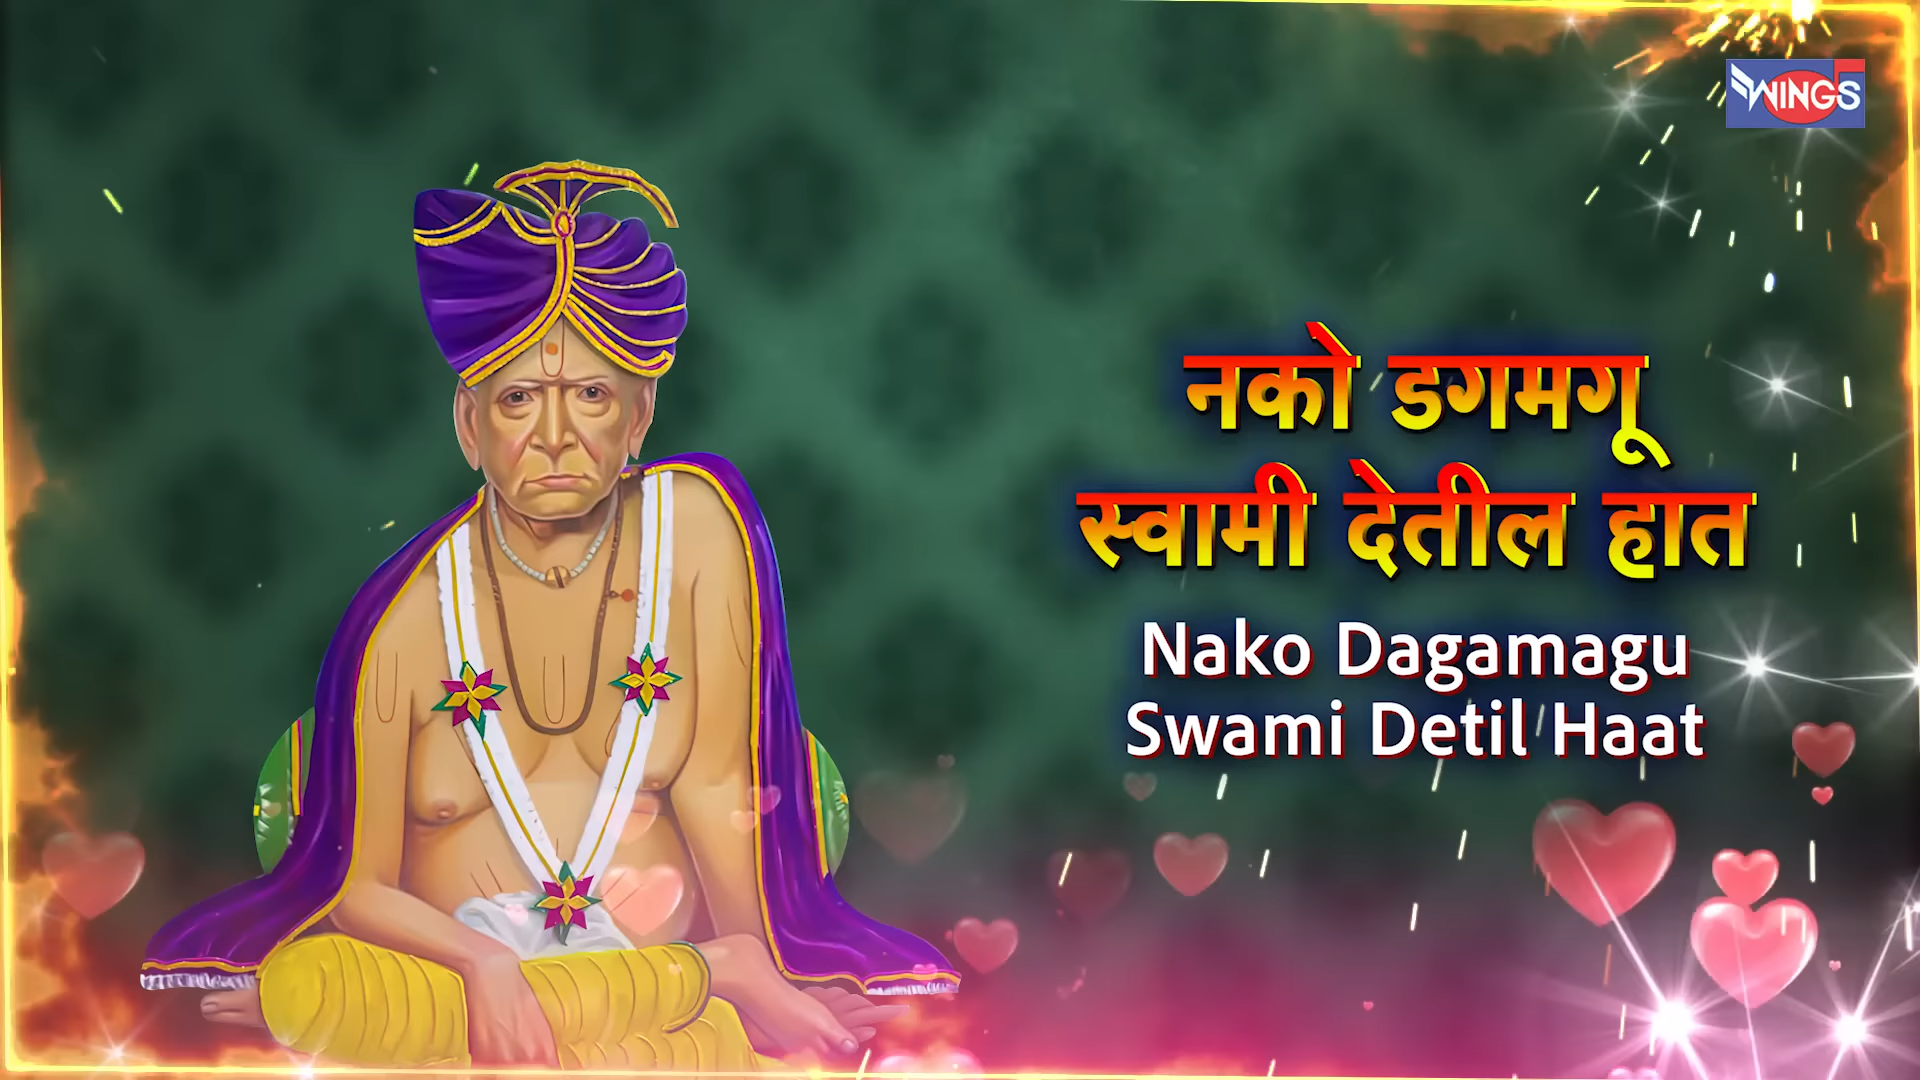 WINGS
नको डगमगू
स्वामी देतील हात
Nako Dagamagu
Swami Detil Haat